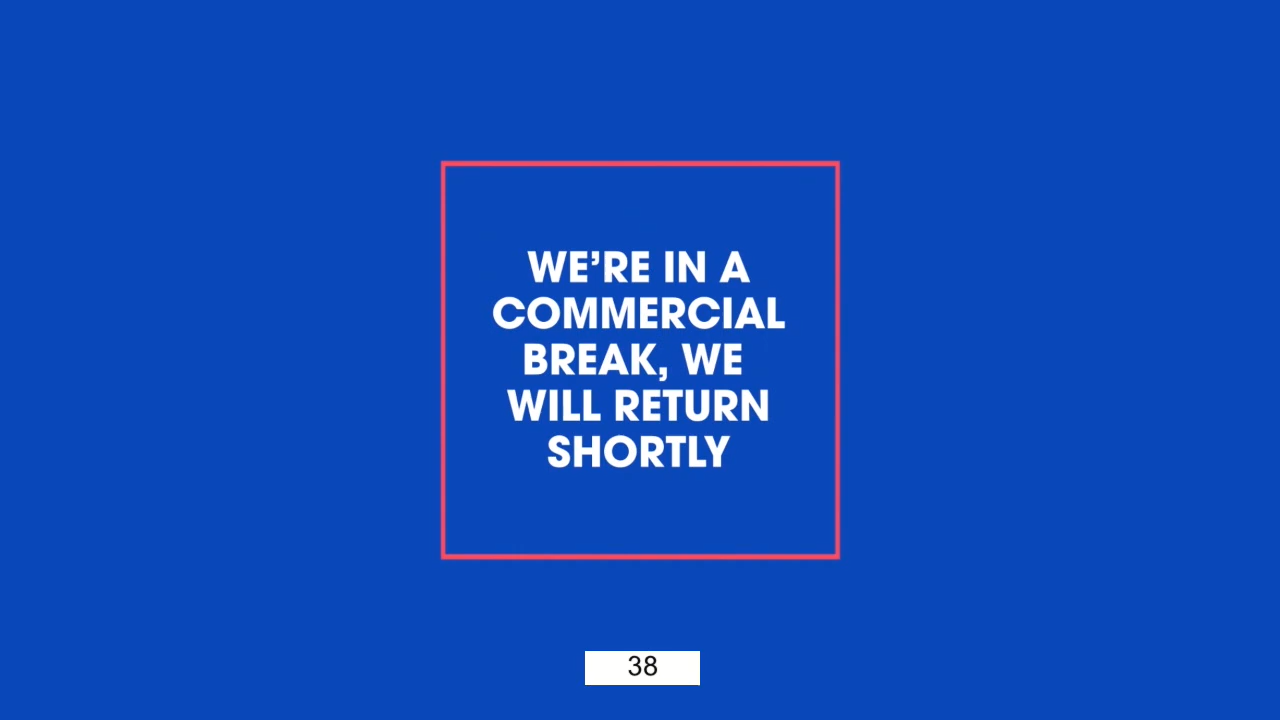 WE’RE IN A
COMMERCIAL
BREAK, WE
WILL RETURN
SHORTLY
38